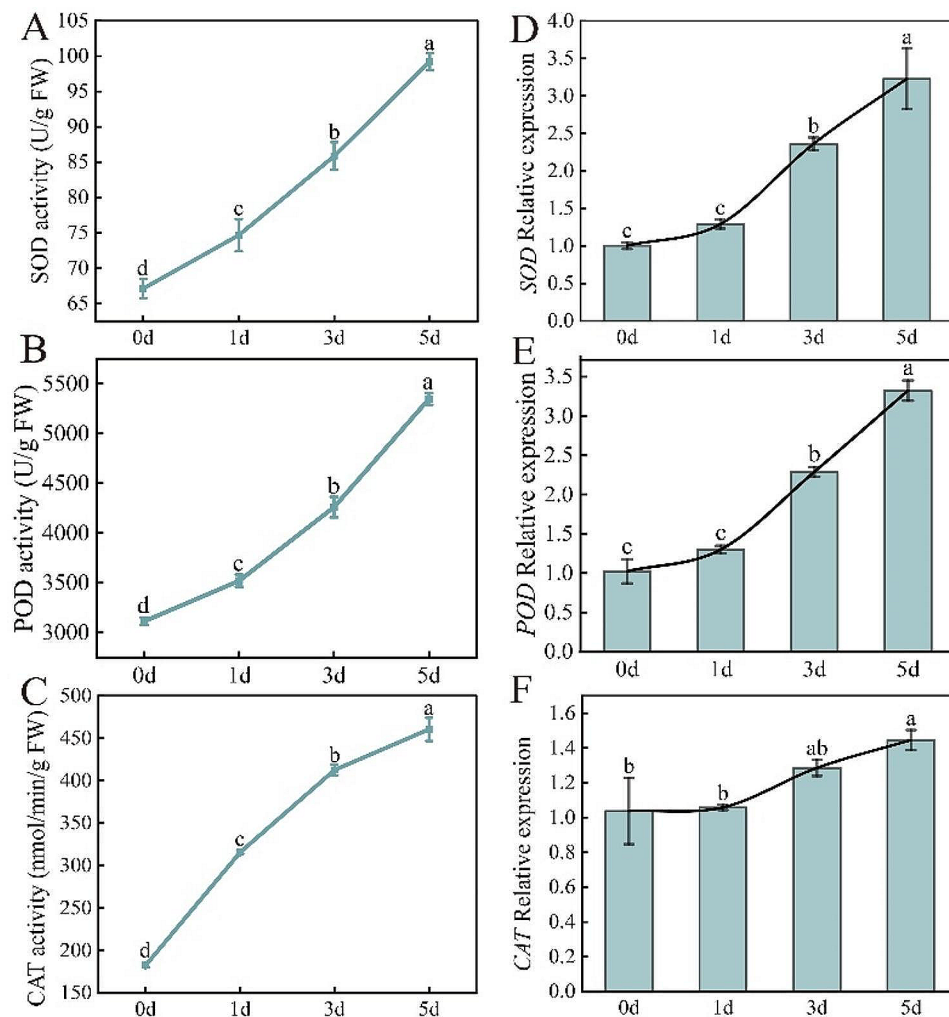 A
SOD activity (U/g FW)
105
100
95
90
85
80
75
70
65
d
c
b
a
0d 1d 3d 5d
D
SOD Relative expression
4.0
3.5
3.0
2.5
2.0
1.5
1.0
0.5
0.0
c
c
b
a
0d 1d 3d 5d
B
POD activity (U/g FW)
5500
5000
4500
4000
3500
3000
d
c
b
a
0d 1d 3d 5d
E
POD Relative expression
3.5
3.0
2.5
2.0
1.5
1.0
0.5
0.0
c
c
b
a
0d 1d 3d 5d
C
CAT activity (nmol/min/g FW)
500
450
400
350
300
250
200
150
d
c
b
a
0d 1d 3d 5d
F
CAT Relative expression
1.6
1.4
1.2
1.0
0.8
0.6
0.4
0.2
0.0
b
b
ab
a
0d 1d 3d 5d